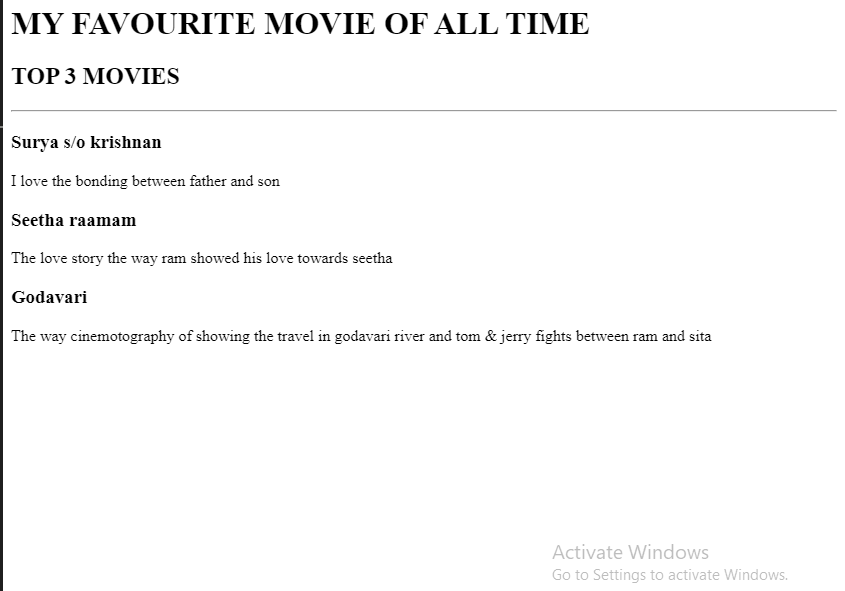 MY FAVOURITE MOVIE OF ALL TIME
TOP 3 MOVIES
Surya s/o krishnan
I love the bonding between father and son
Seetha raamam
The love story the way ram showed his love towards seetha
Godavari
The way cinemotography of showing the travel in godavari river and tom & jerry fights between ram and sita
Activate Windows
Go to Settings to activate Windows.